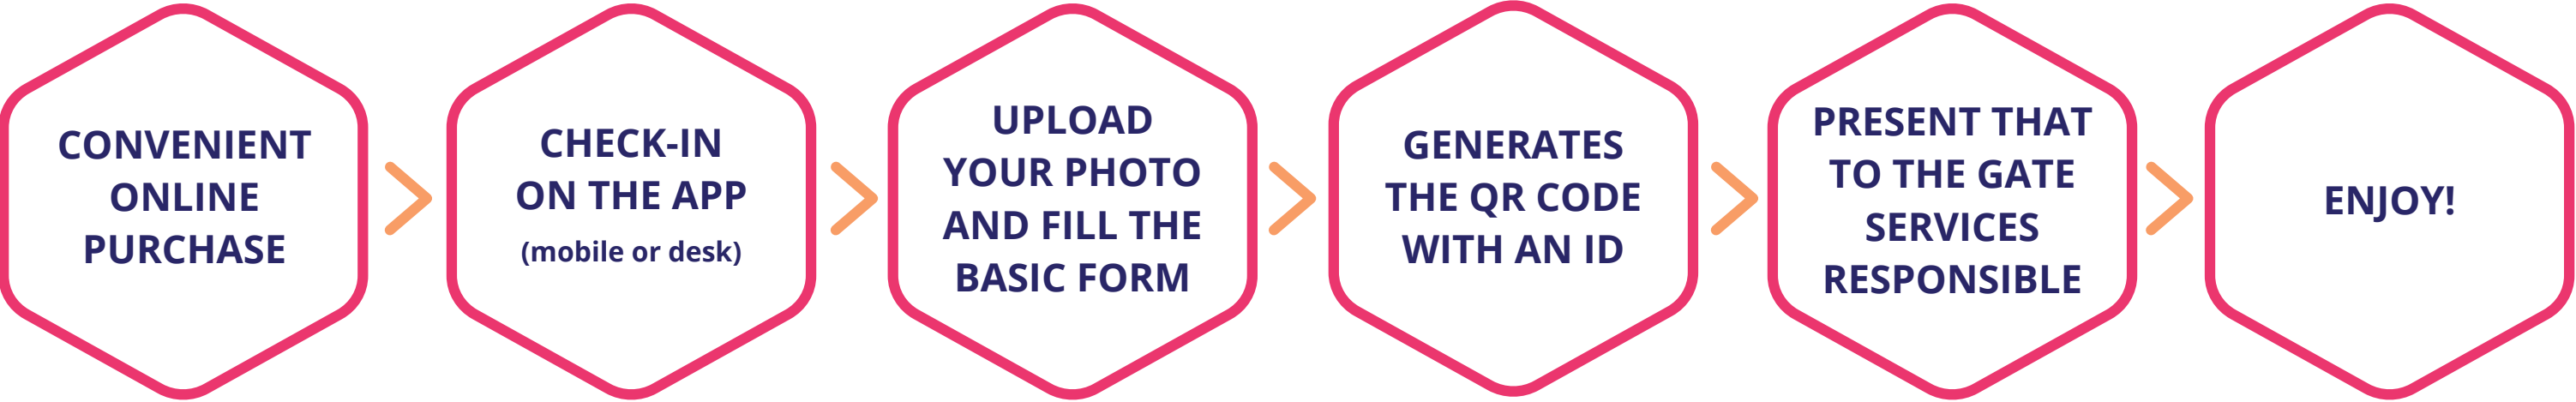 CONVENIENT
ONLINE
PURCHASE
CHECK-IN
ON THE APP
(mobile or desk)
UPLOAD
YOUR PHOTO
AND FILL THE
BASIC FORM
GENERATES
THE QR CODE
WITH AN ID
PRESENT THAT
TO THE GATE
SERVICES
RESPONSIBLE
ENJOY!